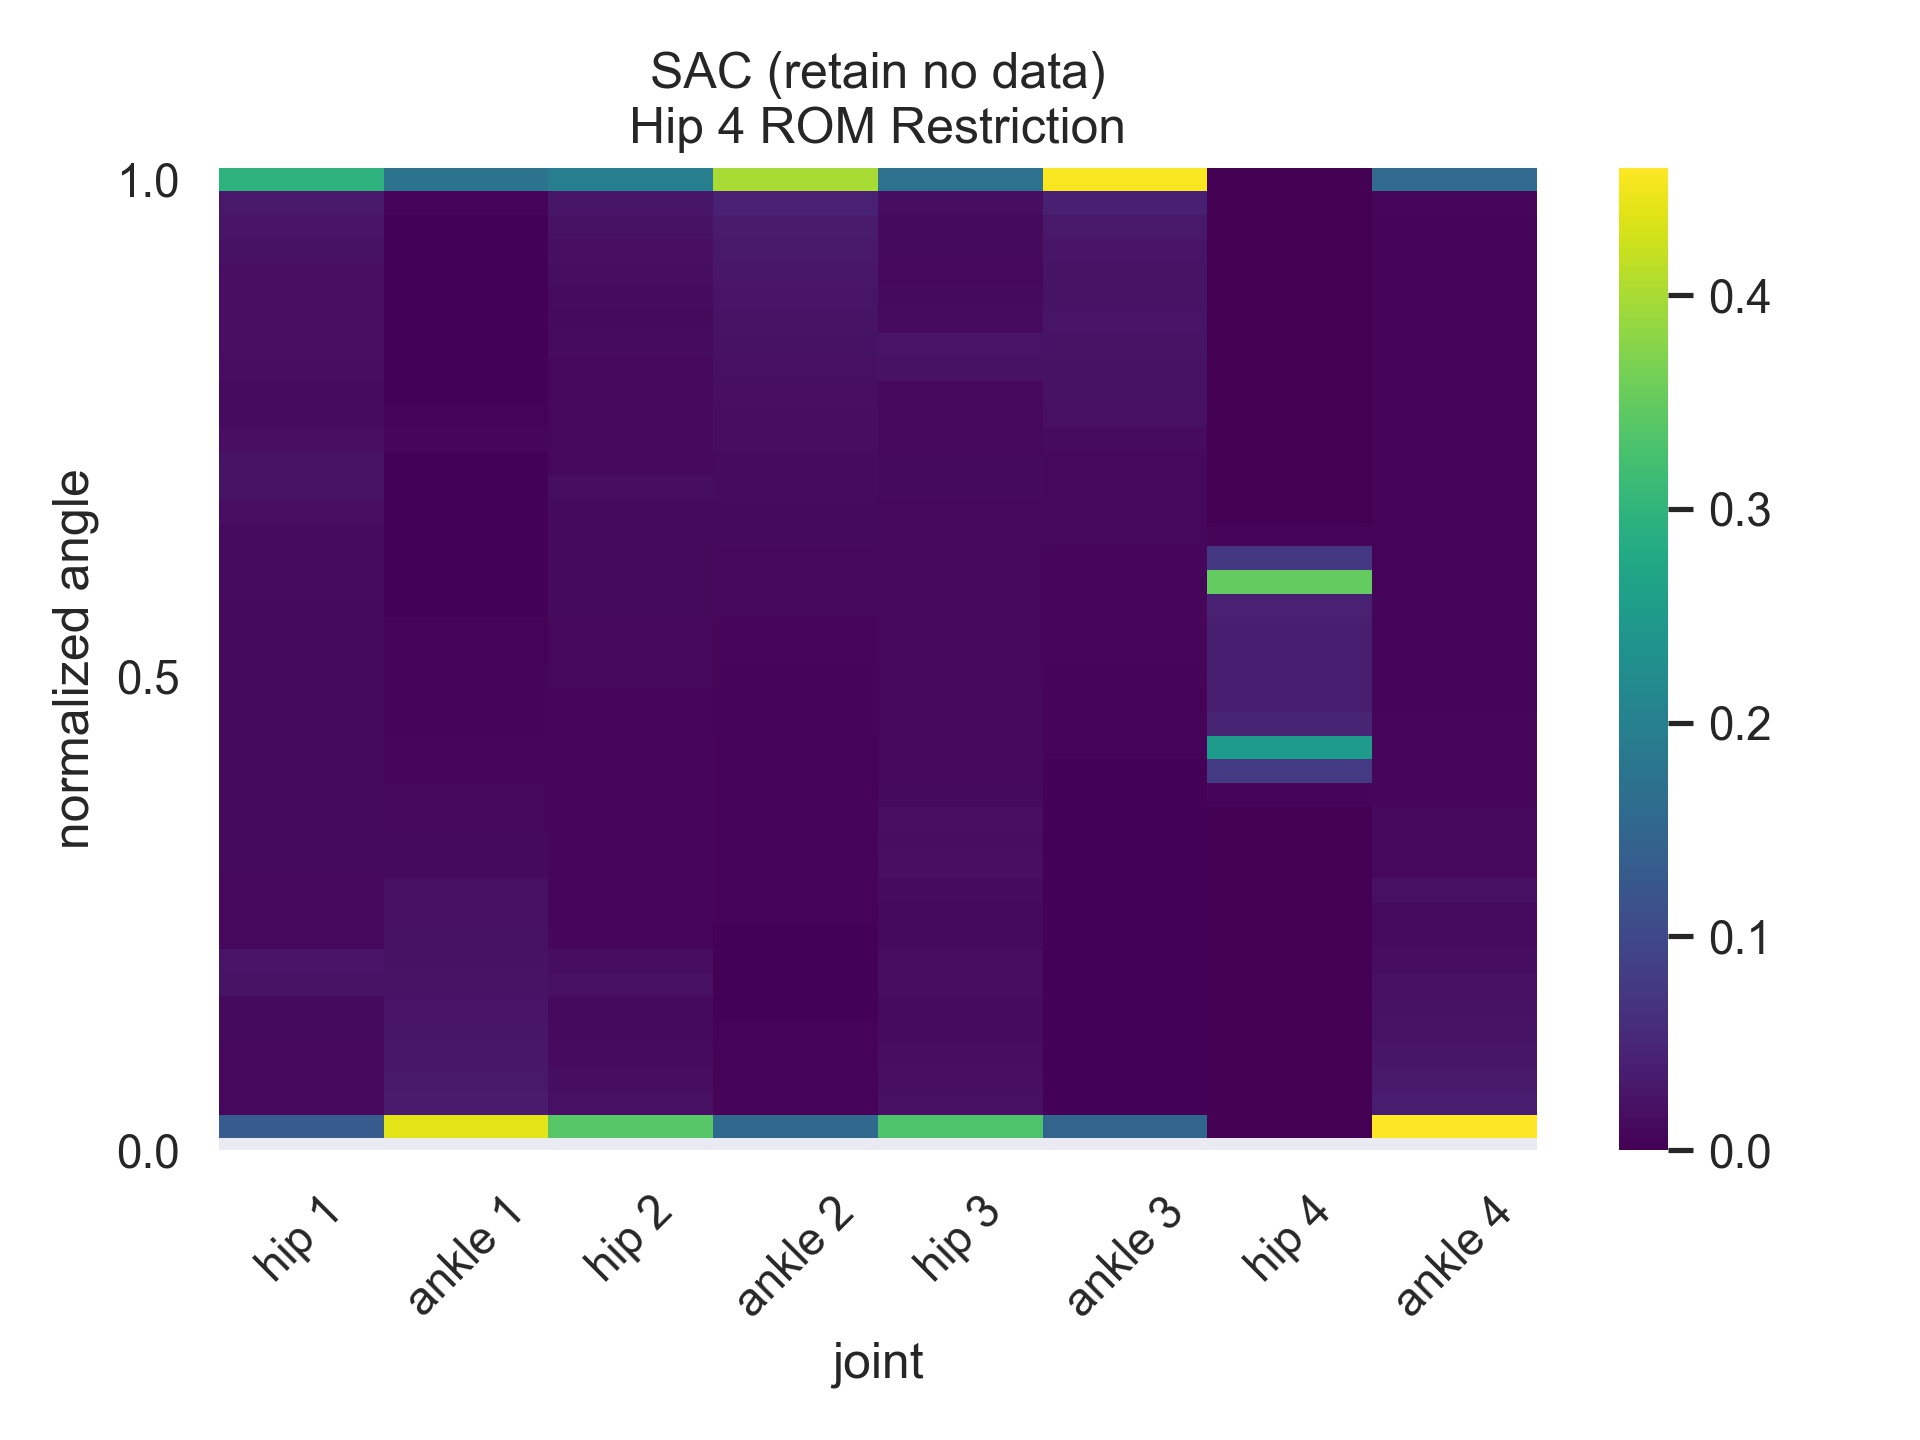 SAC (retain no data)
Hip 4 ROM Restriction
normalized angle
1.0
0.5
0.0
hip 1
ankle 1
hip 2
ankle 2
hip 3
ankle 3
hip 4
ankle 4
joint
0.4
0.3
0.2
0.1
0.0